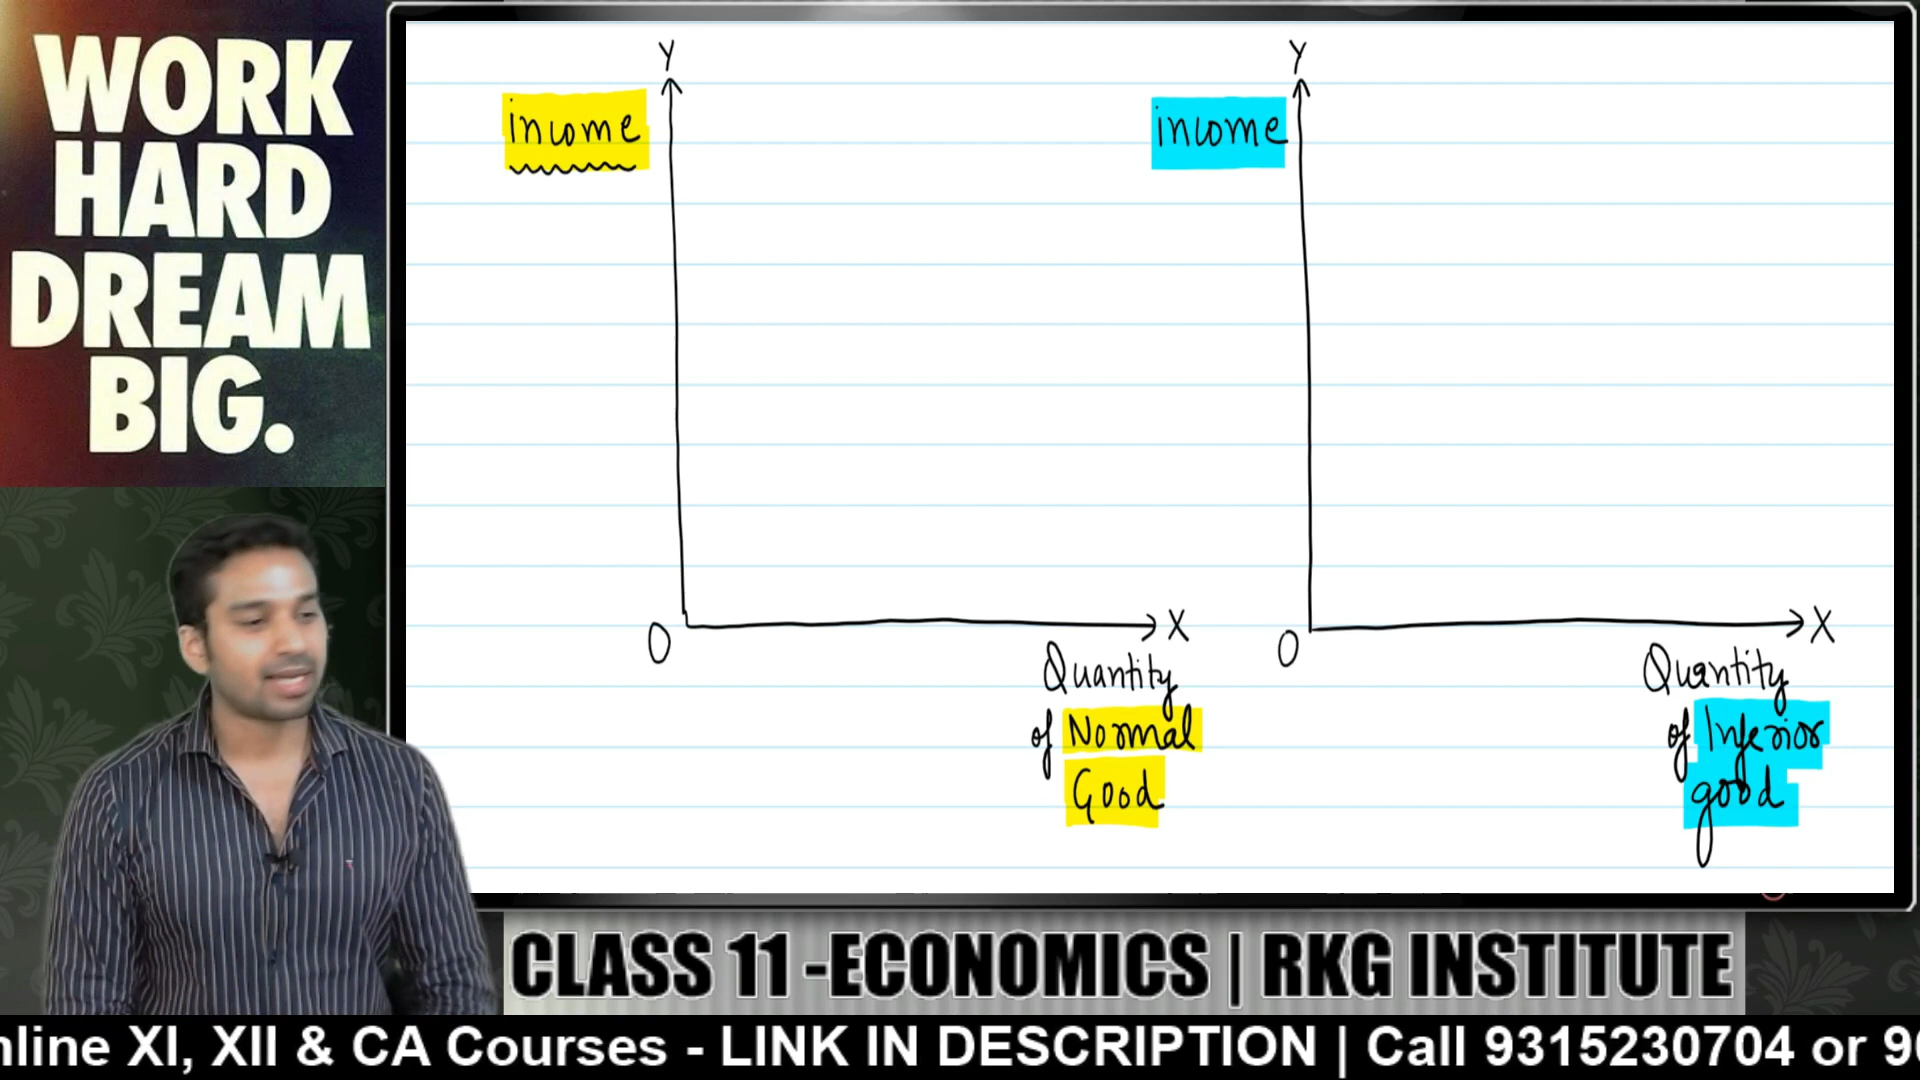 WORK
HARD
DREAM
BIG.
Y
income
O
X
Quantity
of Normal
Good
Y
income
O
X
Quantity
of Inferior
good
CLASS 11 -ECONOMICS | RKG INSTITUTE
nline XI, XII & CA Courses - LINK IN DESCRIPTION | Call 9315230704 or 9